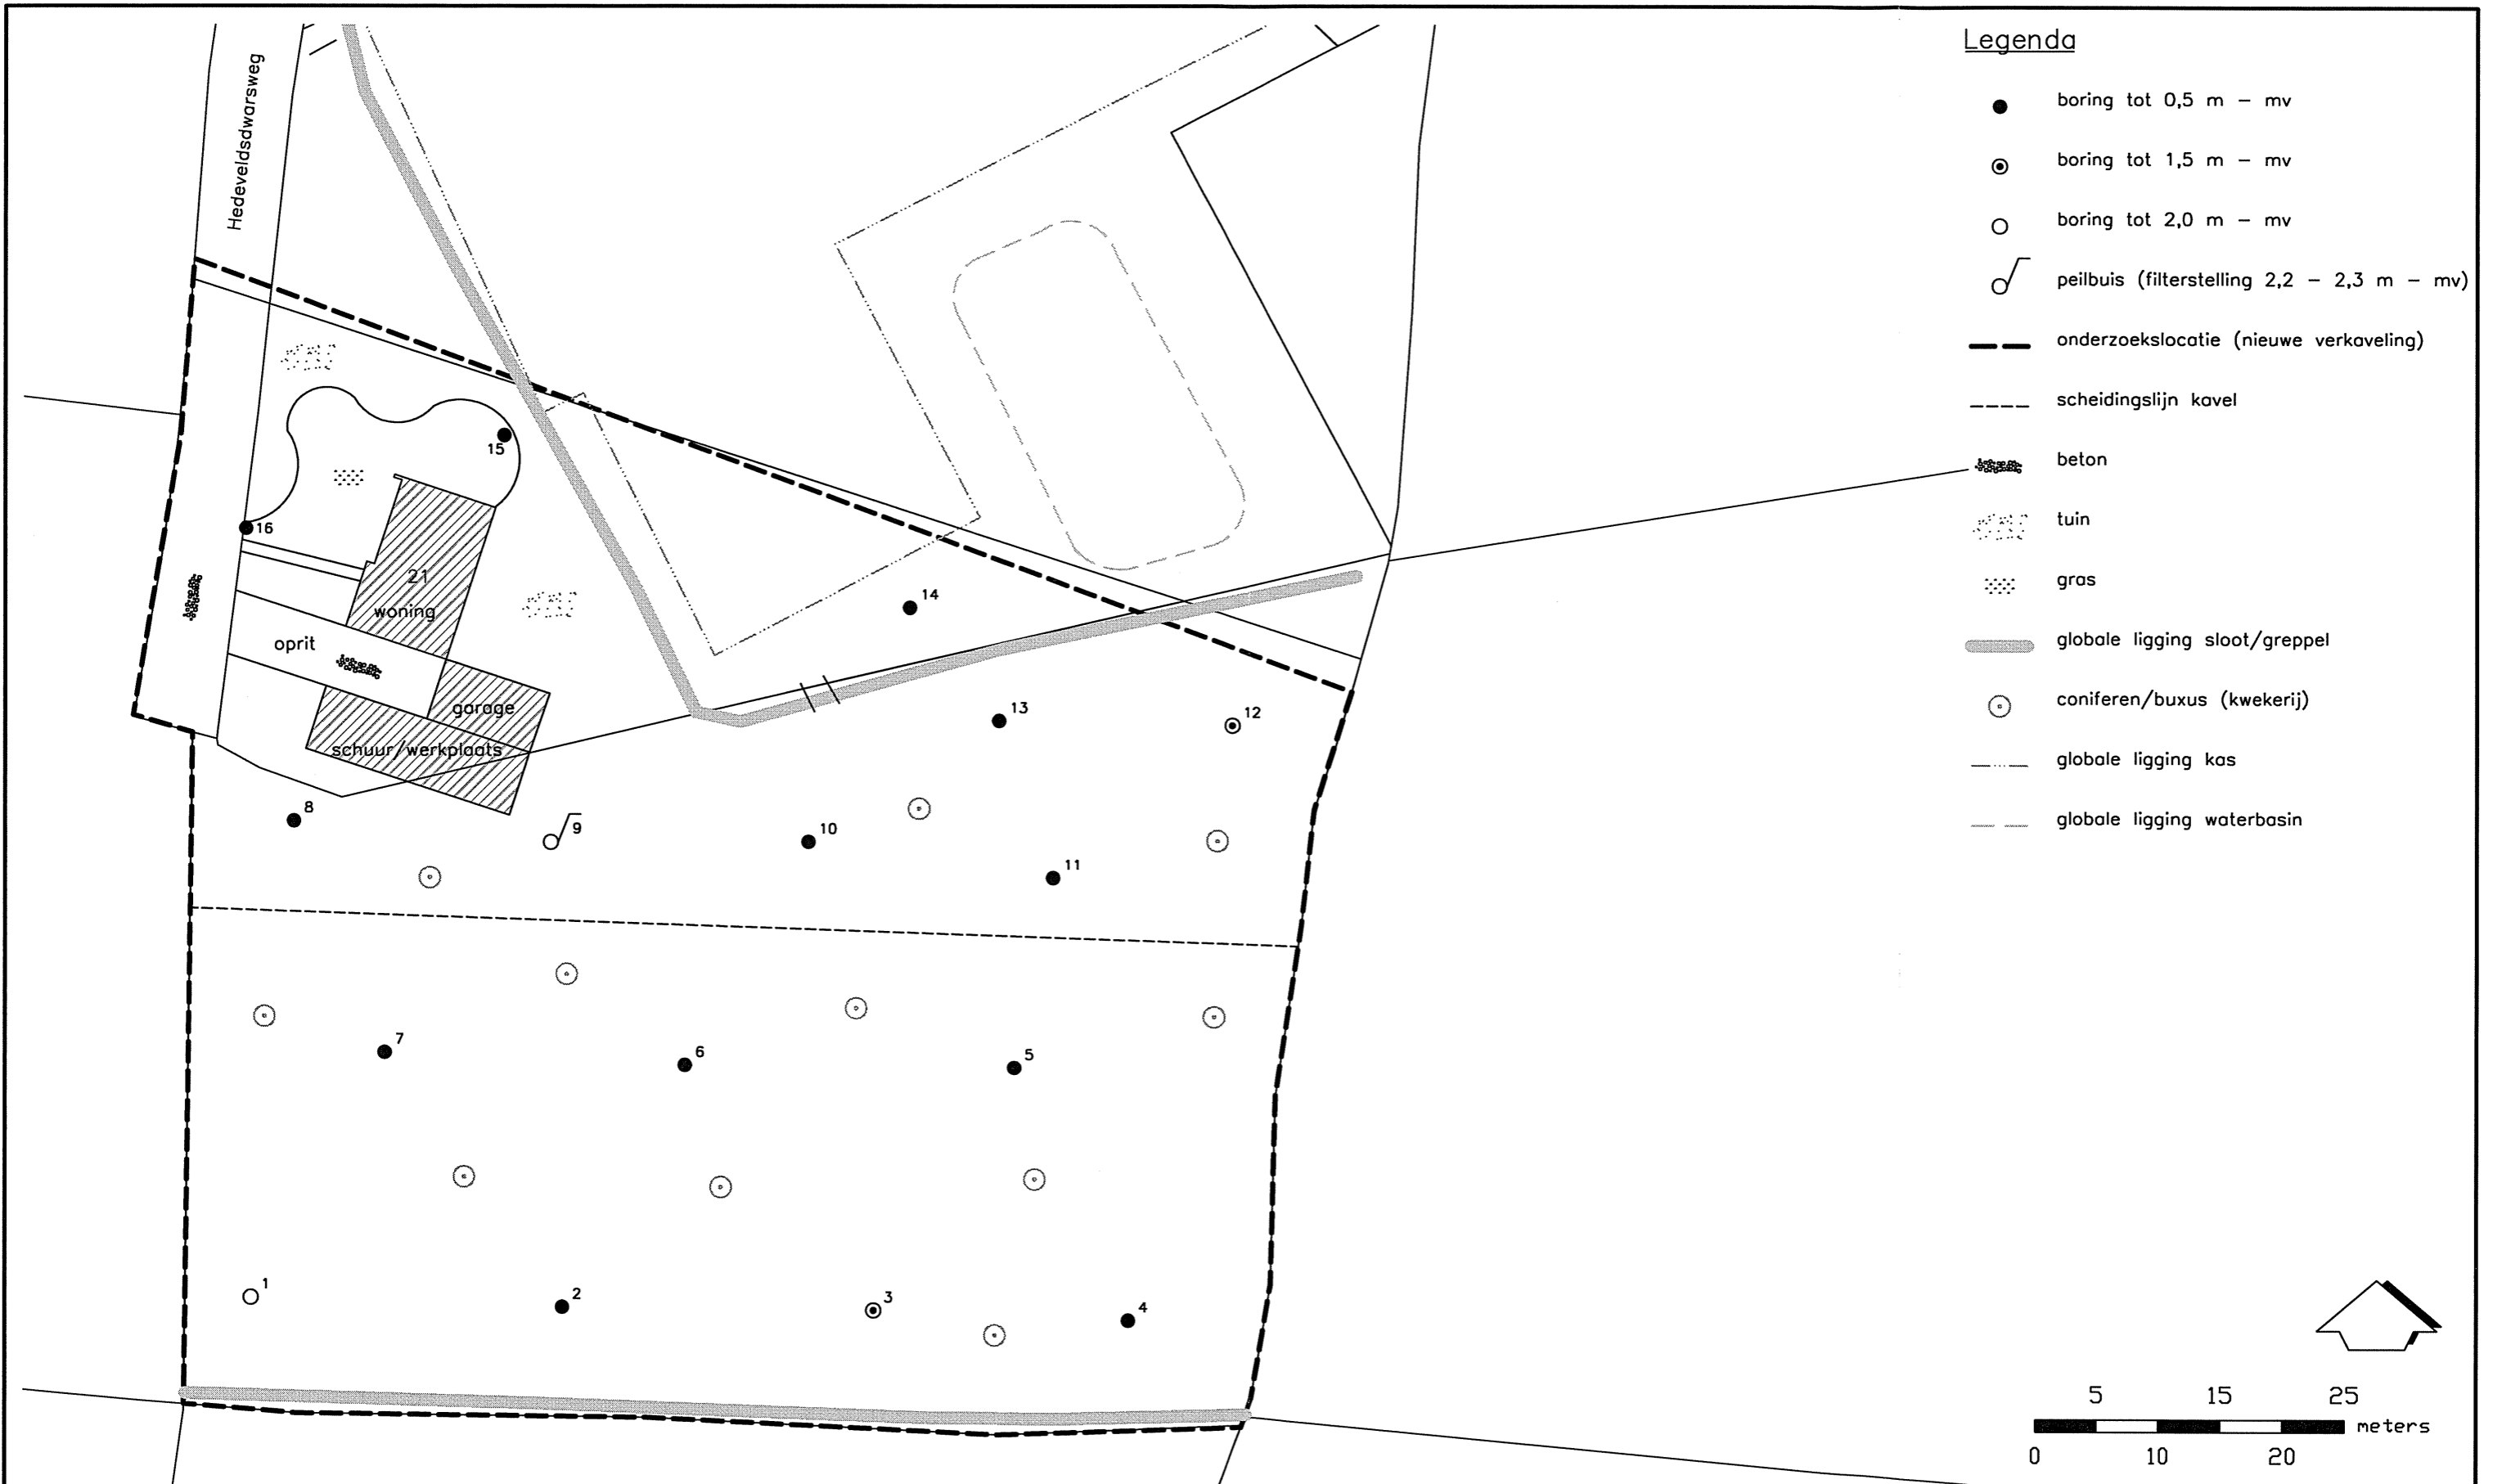 Legenda
boring tot 0,5 m – mv
boring tot 1,5 m – mv
boring tot 2,0 m – mv
peilbuis (filterstelling 2,2 – 2,3 m – mv)
onderzoekslocatie (nieuwe verkaveling)
scheidingslijn kavel
beton
tuin
gras
globale ligging sloot/greppel
coniferen/buxus (kwekerij)
globale ligging kas
globale ligging waterbasin
Hedeveldsdwarsweg
15
16
21
woning
oprit
garage
schuur/werkplaats
14
13
12
8
9
10
11
7
6
5
1
2
3
4
5 15 25
meters
0 10 20